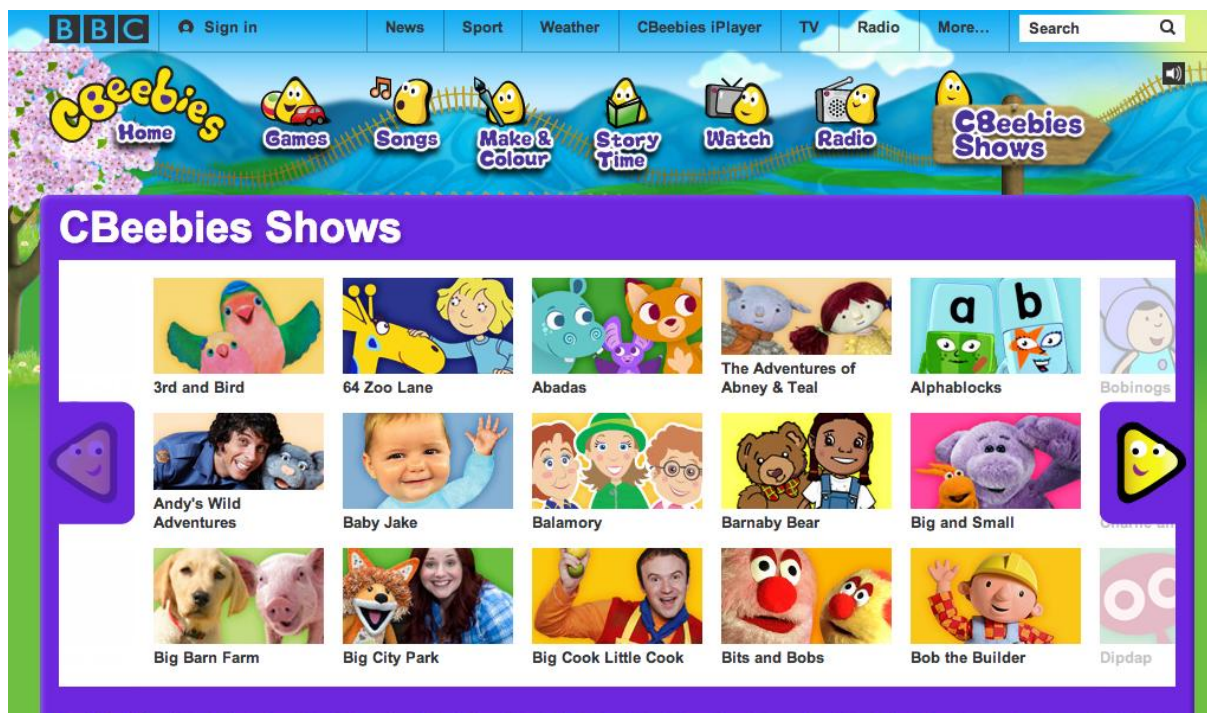 BBC Sign in News Sport Weather CBeebies iPlayer TV Radio More... Search
CBeebies
Home
Games
Songs
Make &
Colour
Story
Time
Watch
Radio
CBeebies
Shows
CBeebies Shows
a b
3rd and Bird
64 Zoo Lane
Abadas
The Adventures of
Abney & Teal
Alphablocks
Bobinogs
Andy's Wild
Adventures
Baby Jake
Balamory
Barnaby Bear
Big and Small
Big Barn Farm
Big City Park
Big Cook Little Cook
Bits and Bobs
Bob the Builder
Dipdap